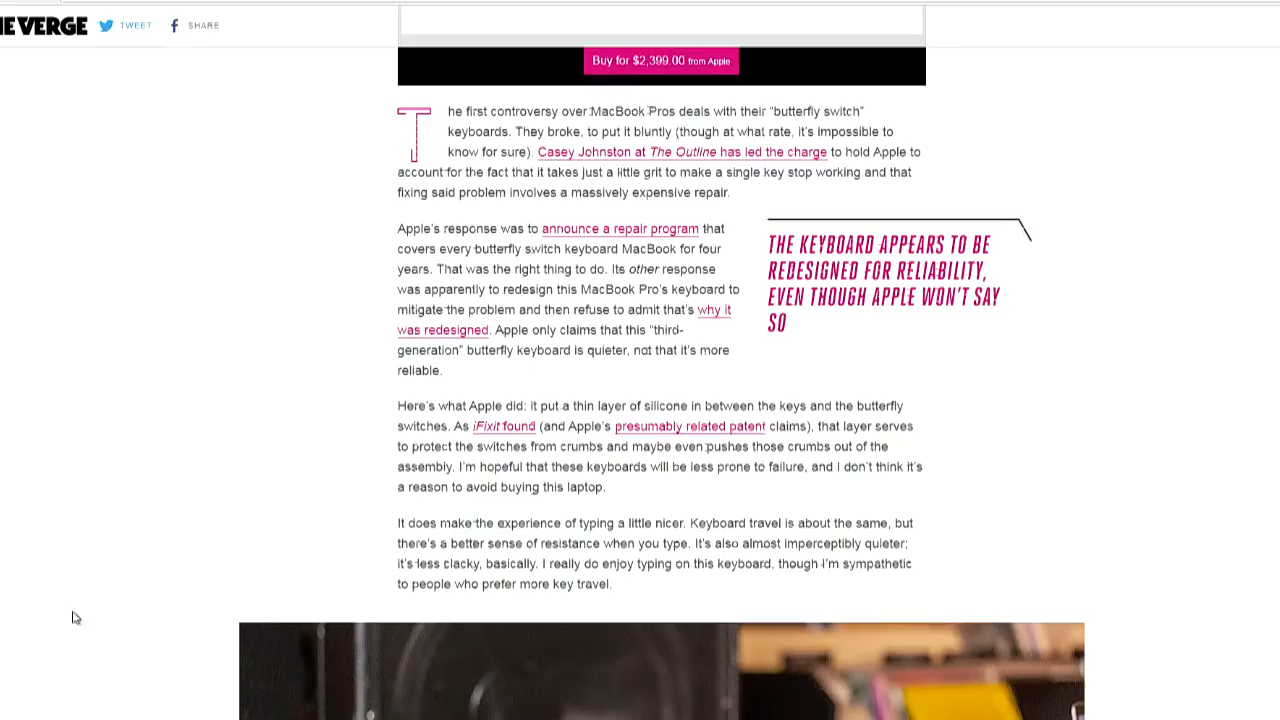 HE VERGE TWEET SHARE
Buy for $2,399.00 from Apple
The first controversy over MacBook Pros deals with their “butterfly switch”
keyboards. They broke, to put it bluntly (though at what rate, it’s impossible to
know for sure). Casey Johnston at The Outline has led the charge to hold Apple to
account for the fact that it takes just a little grit to make a single key stop working and that
fixing said problem involves a massively expensive repair.
Apple’s response was to announce a repair program that
covers every butterfly switch keyboard MacBook for four
years. That was the right thing to do. Its other response
was apparently to redesign this MacBook Pro’s keyboard to
mitigate the problem and then refuse to admit that’s why it
was redesigned. Apple only claims that this “third-
generation” butterfly keyboard is quieter, not that it’s more
reliable.
THE KEYBOARD APPEARS TO BE
REDESIGNED FOR RELIABILITY,
EVEN THOUGH APPLE WON’T SAY
SO
Here’s what Apple did: it put a thin layer of silicone in between the keys and the butterfly
switches. As iFixit found (and Apple’s presumably related patent claims), that layer serves
to protect the switches from crumbs and maybe even pushes those crumbs out of the
assembly. I’m hopeful that these keyboards will be less prone to failure, and I don’t think it’s
a reason to avoid buying this laptop.
It does make the experience of typing a little nicer. Keyboard travel is about the same, but
there’s a better sense of resistance when you type. It’s also almost imperceptibly quieter;
it’s less clacky, basically. I really do enjoy typing on this keyboard, though I’m sympathetic
to people who prefer more key travel.